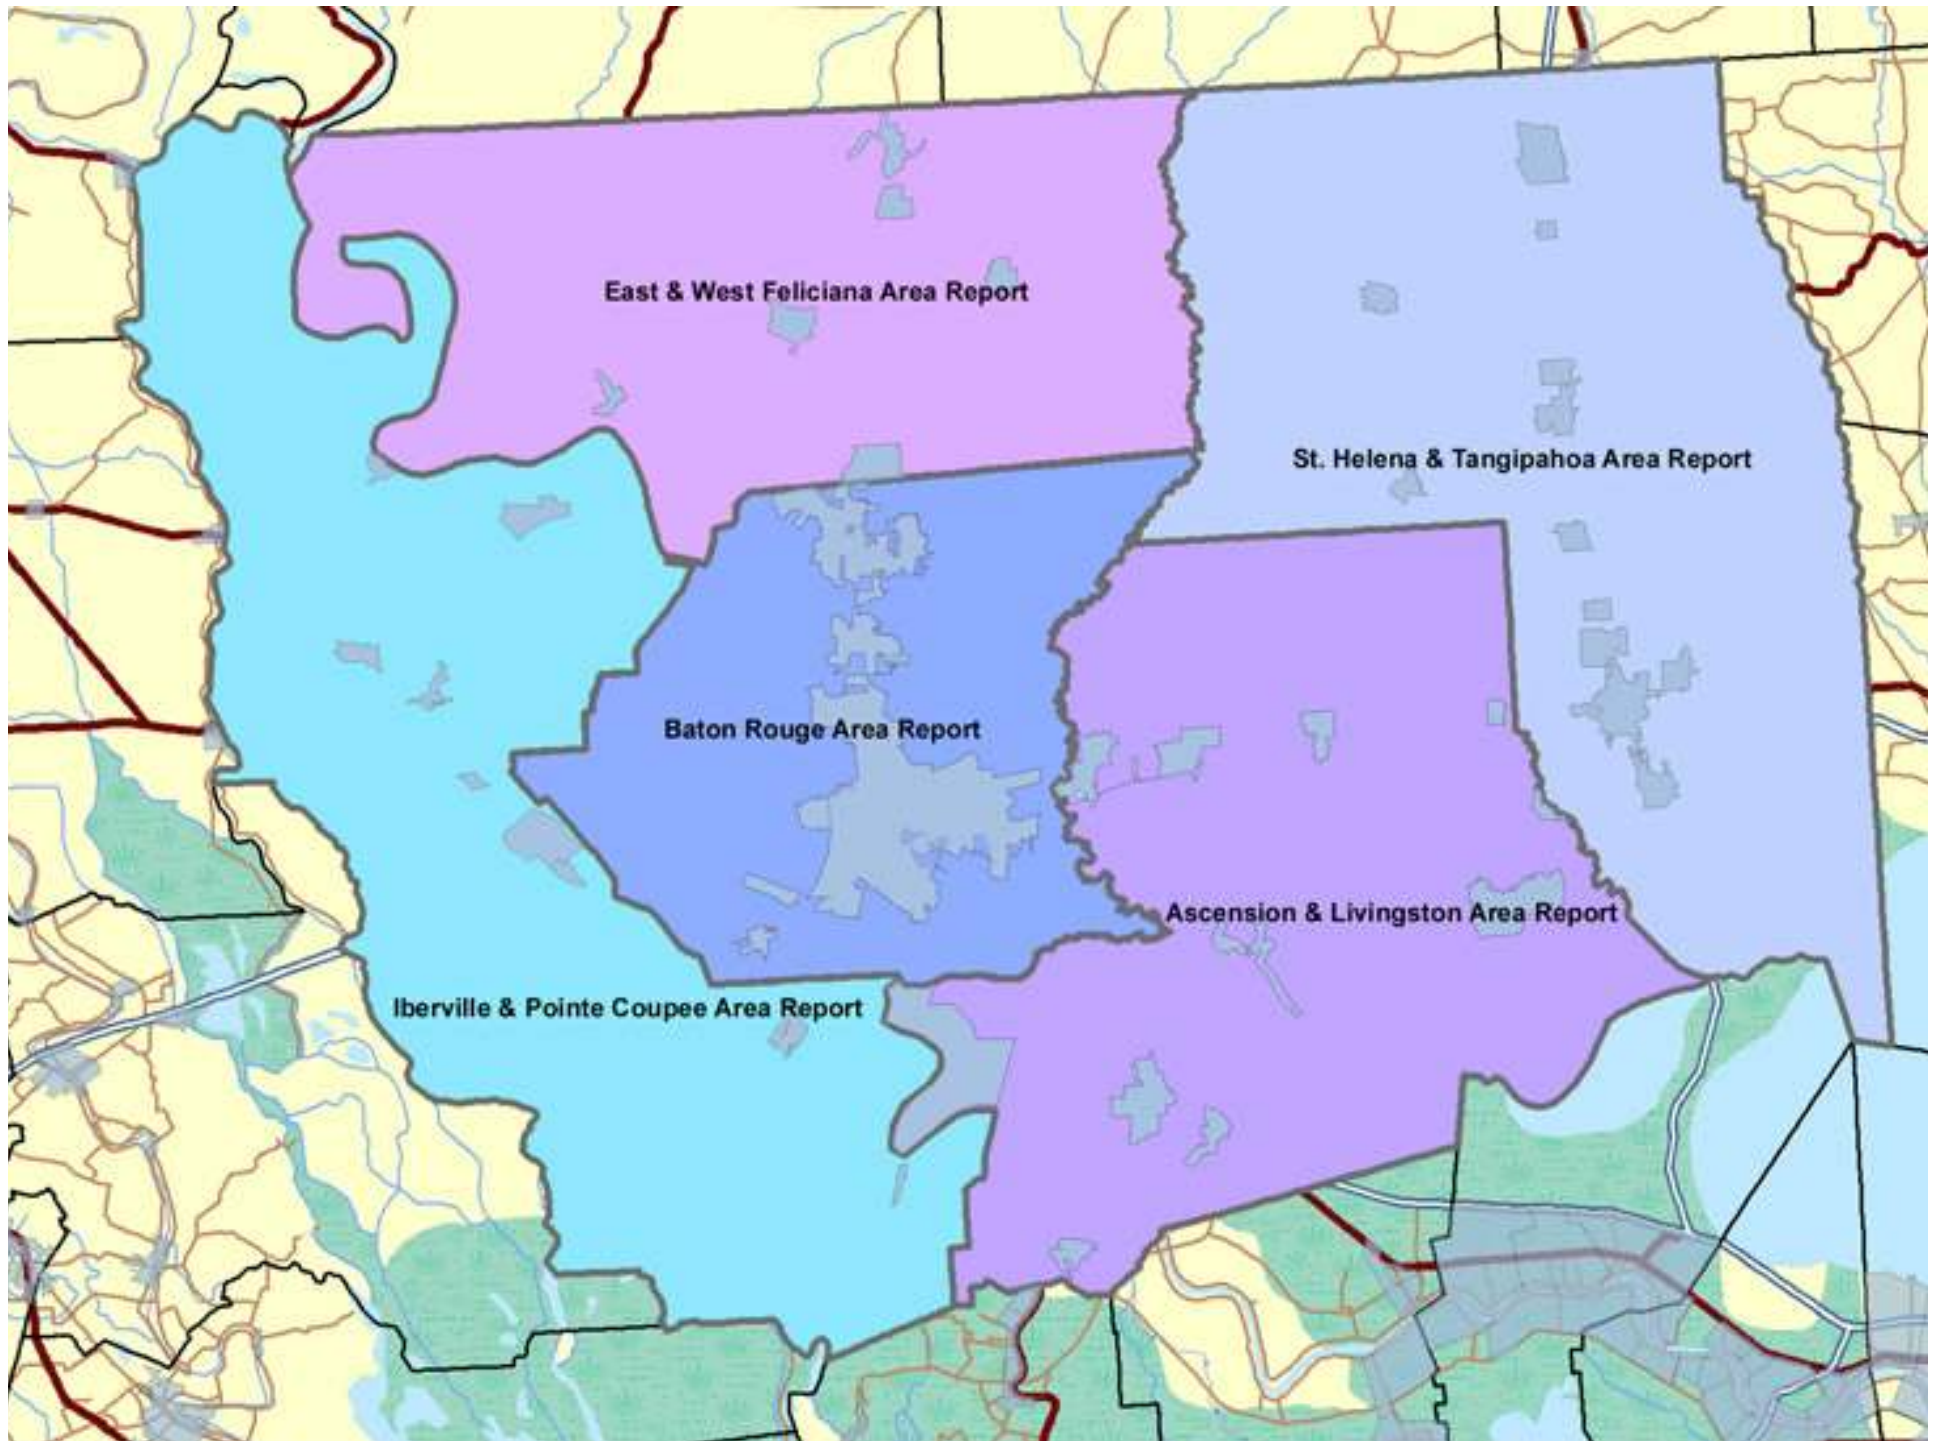 East & West Feliciana Area Report
St. Helena & Tangipahoa Area Report
Baton Rouge Area Report
Ascension & Livingston Area Report
Iberville & Pointe Coupee Area Report